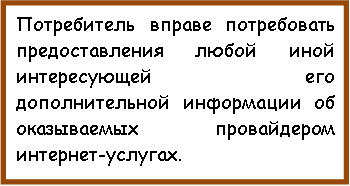 Потребитель вправе потребовать
предоставления любой иной
интересующей его
дополнительной информации об
оказываемых провайдером
интернет-услугах.